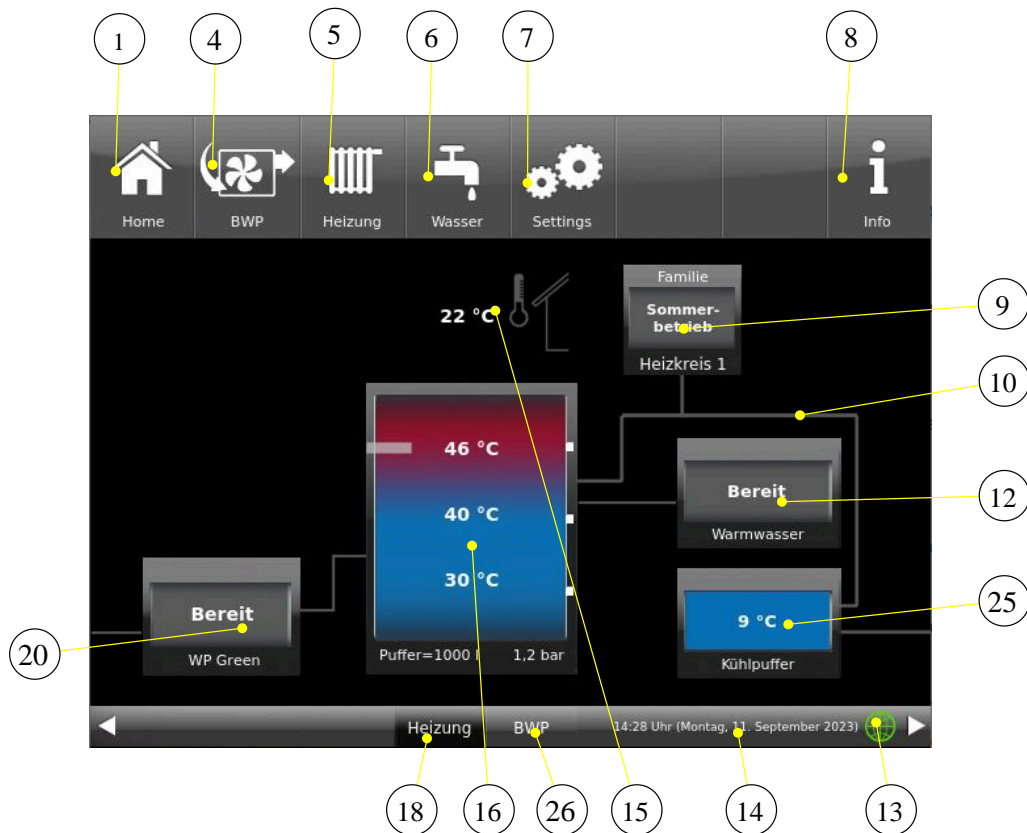 1 4 5 6 7 8
Home BWP Heizung Wasser Settings Info
Familie
Sommer-
betrieb
Heizkreis 1
22 °C
9
10
46 °C
40 °C
30 °C
Puffer=1000 l 1,2 bar
Bereit
Warmwasser
12
9 °C
Kühlpuffer
25
Bereit
WP Green
20
Heizung BWP 14:28 Uhr (Montag, 11. September 2023)
18 16 26 15 14 13